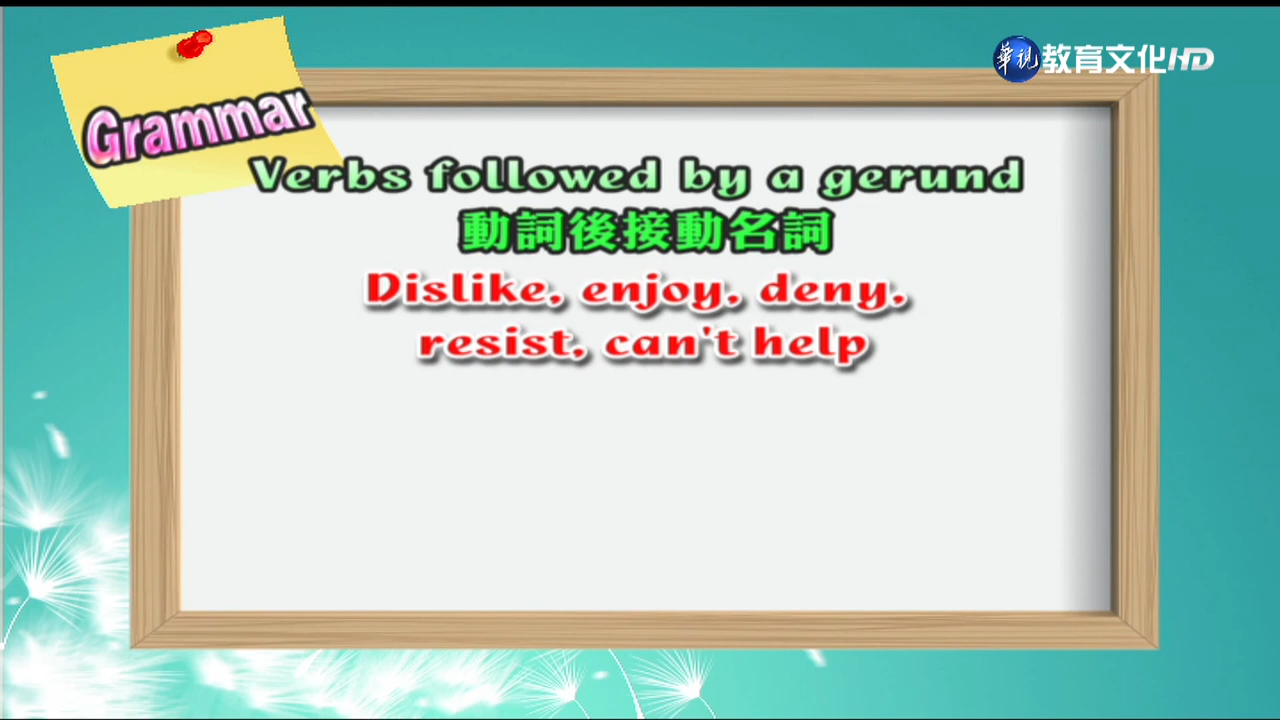 華視 教育文化HD
Grammar
Verbs followed by a gerund
動詞後接動名詞
Dislike, enjoy, deny,
resist, can't help